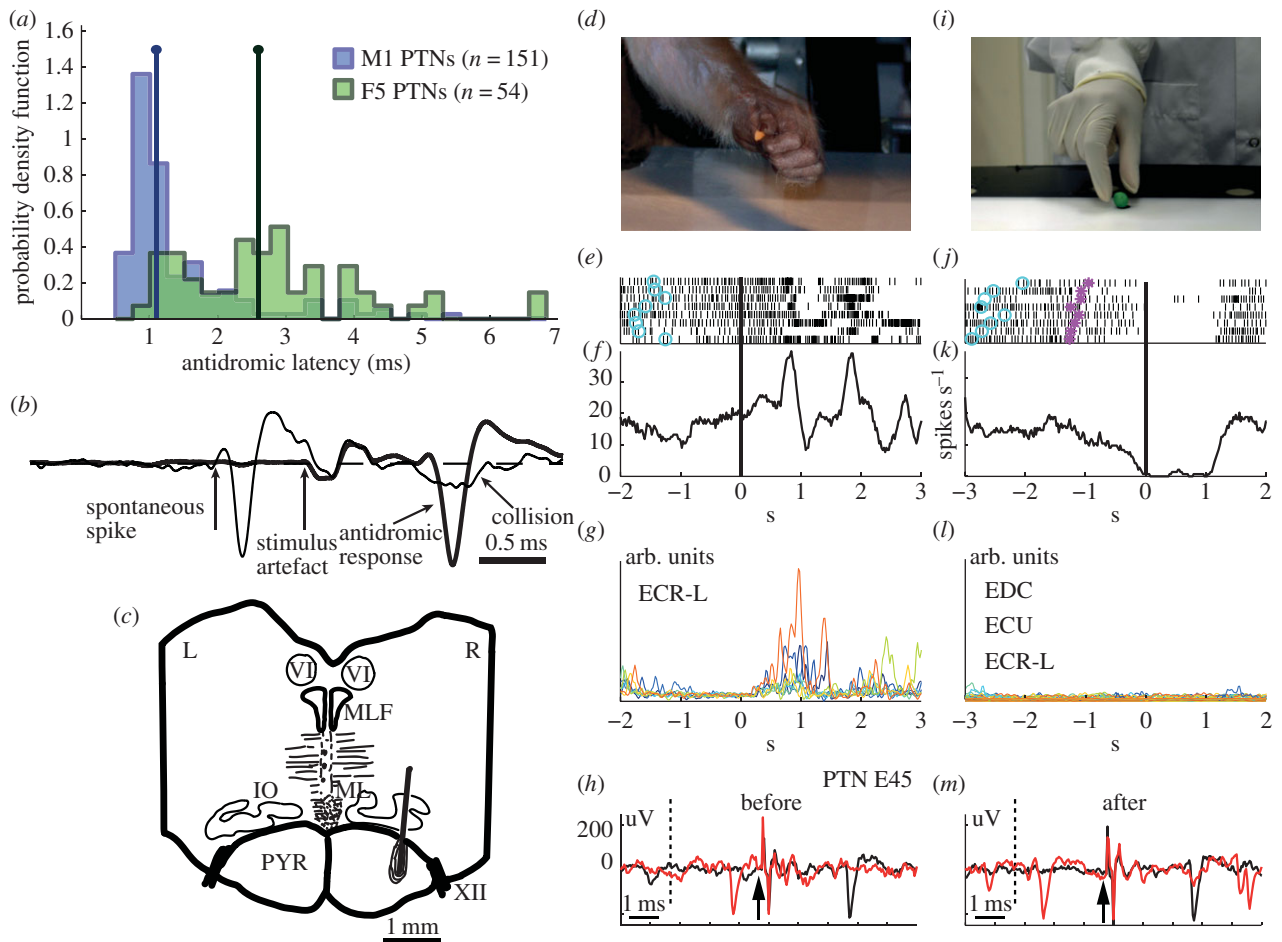 (a)
probability density function
1.6
1.4
1.2
1.0
0.8
0.6
0.4
0.2
0
M1 PTNs (n = 151)
F5 PTNs (n = 54)
1 2 3 4 5 6 7
antidromic latency (ms)
(b)
spontaneous
spike
stimulus
artefact
antidromic
response
collision
0.5 ms
(c)
L
R
VI
VI
MLF
IO
ML
PYR
XII
1 mm
(d)
(e)
(f)
30
20
10
0
−2 −1 0 1 2 3
s
(g)
arb. units
ECR-L
−2 −1 0 1 2 3
s
(h)
PTN E45
before
uV
200
0
1 ms
(i)
(j)
(k)
spikes s−1
−3 −2 −1 0 1 2
s
(l)
arb. units
EDC
ECU
ECR-L
−3 −2 −1 0 1 2
s
(m)
after
uV
1 ms